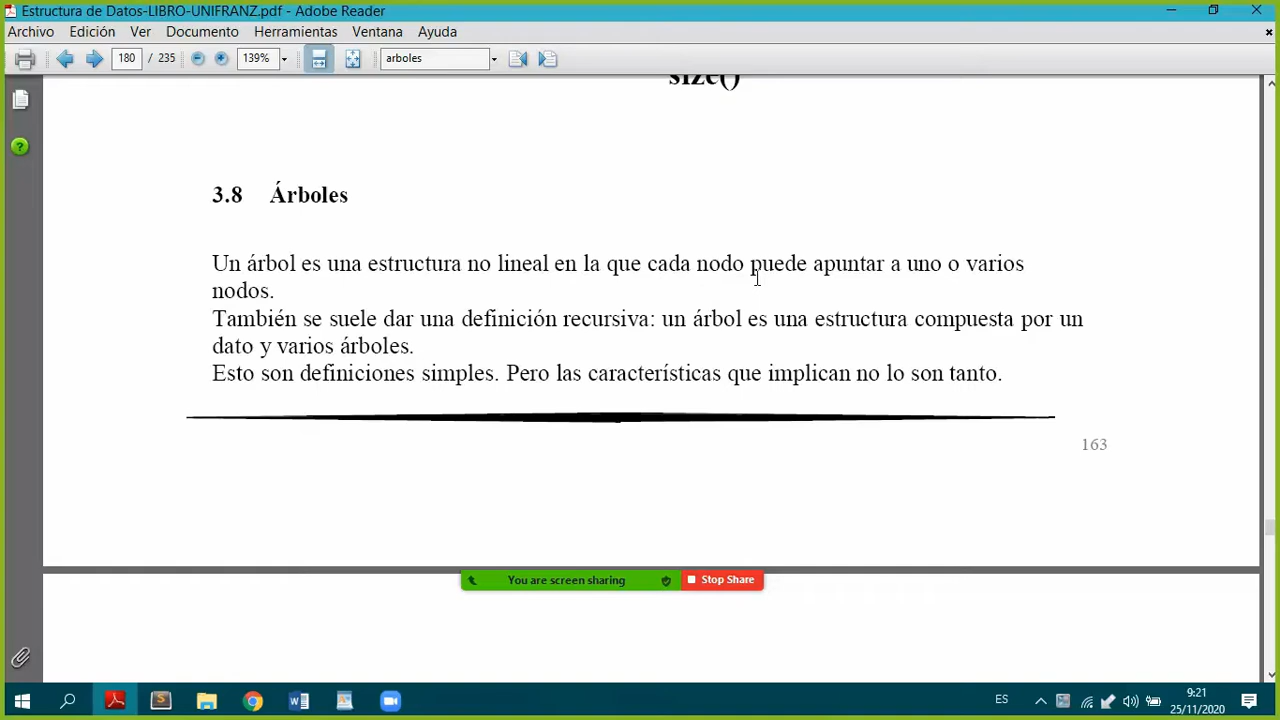 Estructura de Datos-LIBRO-UNIFRANZ.pdf - Adobe Reader
Archivo Edición Ver Documento Herramientas Ventana Ayuda
180 / 235 139% arboles
size()
3.8 Árboles
Un árbol es una estructura no lineal en la que cada nodo puede apuntar a uno o varios
nodos.
También se suele dar una definición recursiva: un árbol es una estructura compuesta por un
dato y varios árboles.
Esto son definiciones simples. Pero las características que implican no lo son tanto.
163
You are screen sharing Stop Share
ES 9:21
25/11/2020